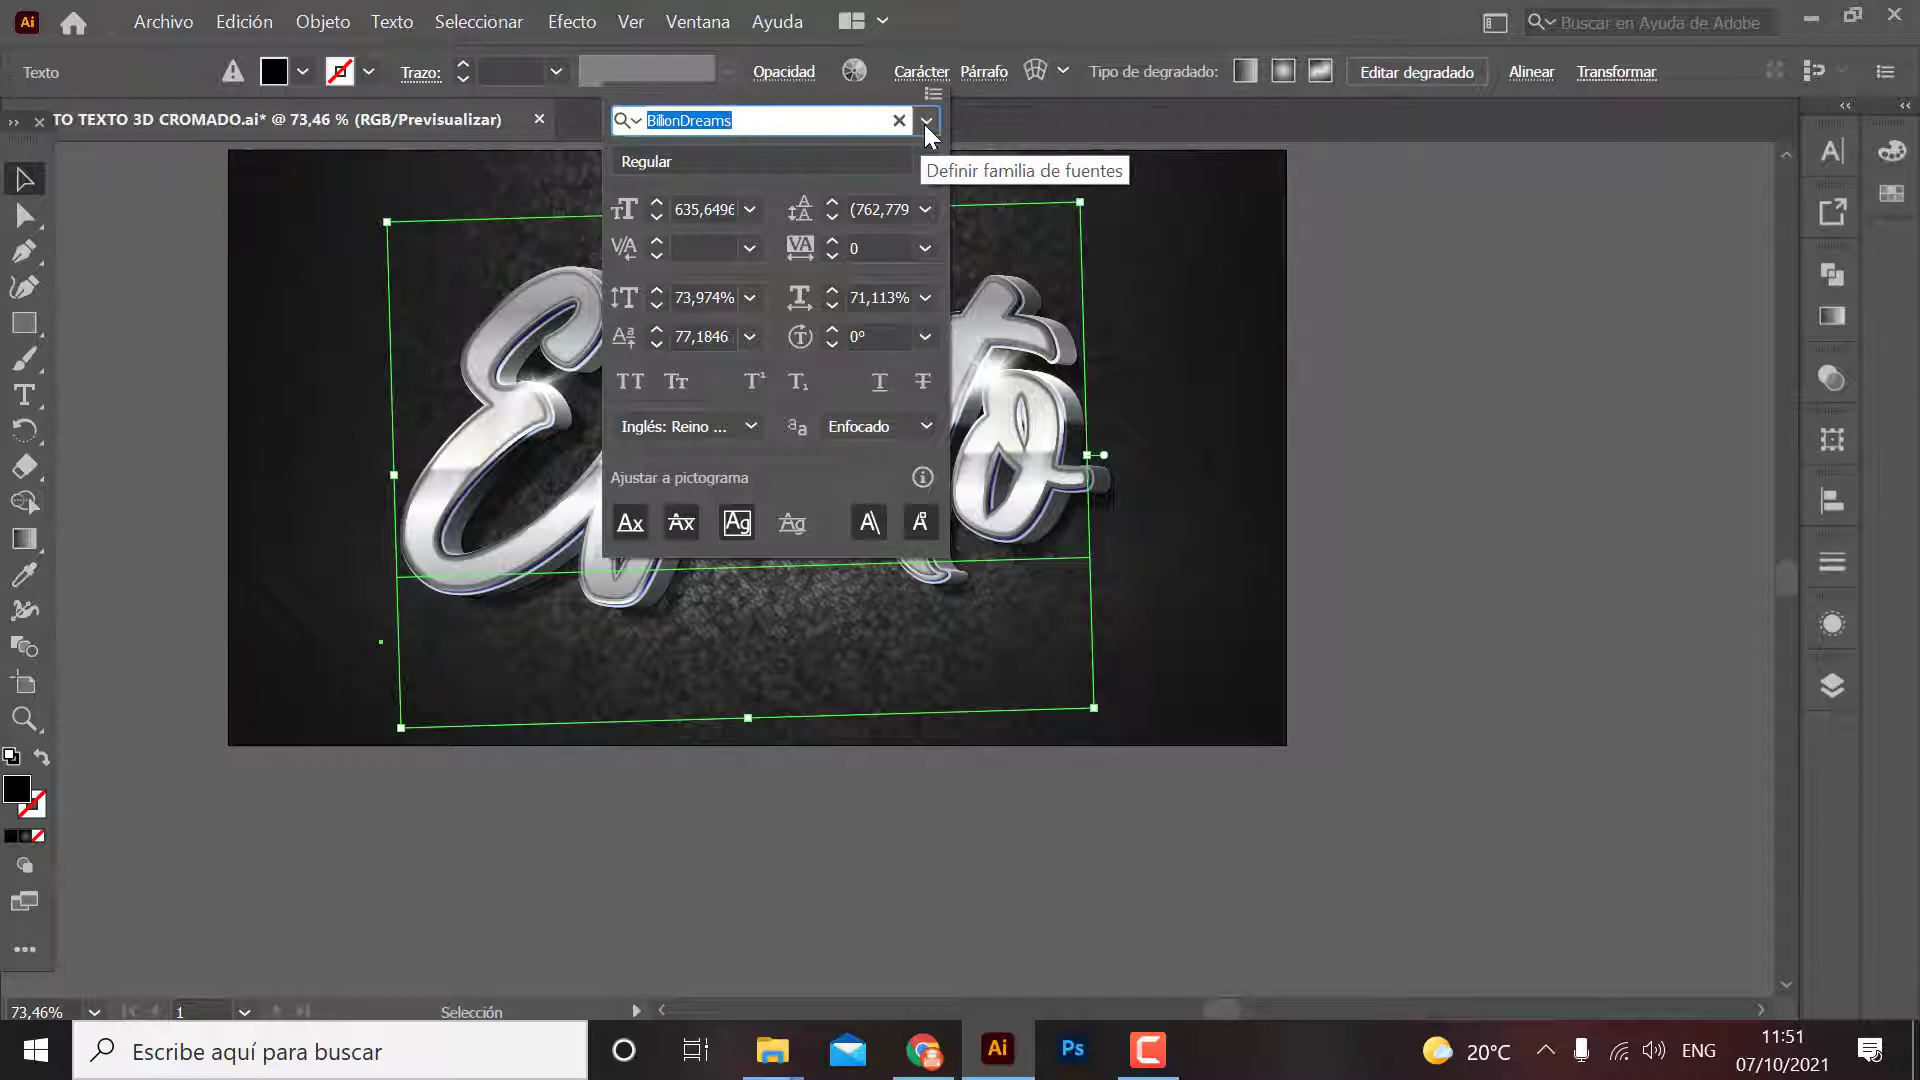 Ai Archivo Edición Objeto Texto Seleccionar Efecto Ver Ventana Ayuda Buscar en Ayuda de Adobe
Texto Trazo: Opacidad Carácter Párrafo Tipo de degradado: Editar degradado Alinear Transformar
TO TEXTO 3D CROMADO.ai* @ 73,46 % (RGB/Previsualizar)
BillionDreams
Regular
Definir familia de fuentes
635,6496 (762,779
0
73,974% 71,113%
77,1846 0°
Inglés: Reino ... Enfocado
Ajustar a pictograma
73,46% 1 Selección
Escribe aquí para buscar
Ai Ps
20°C ENG
11:51
07/10/2021